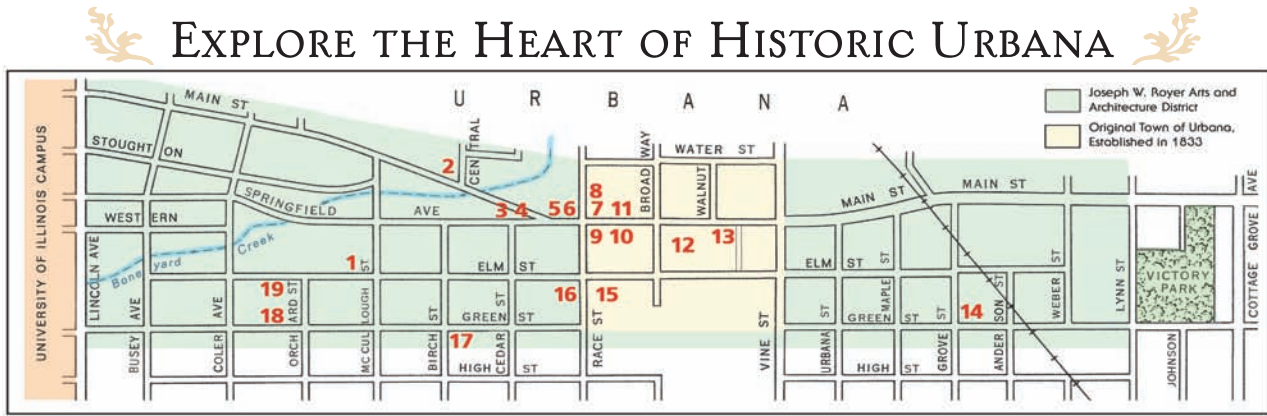 EXPLORE THE HEART OF HISTORIC URBANA
URBANA
Joseph W. Royer Arts and
Architecture District
Original Town of Urbana,
Established in 1833
UNIVERSITY OF ILLINOIS CAMPUS
MAIN ST
STOUGHTON
CENTRAL
BROADWAY
WATER ST
WALNUT
MAIN ST
MAIN ST
AVE
2
8
SPRINGFIELD AVE
WESTERN
3 4 5 6 7 11
COTTAGE GROVE
LINCOLN AVE
Boneyard Creek
9 10 12 13
1
ELM ST
ELM ST
ST
19
18
ORCHARD ST
MC CULLOUGH ST
16 15
GREEN ST
17
14
GREEN ST
MAPLE ST
ANDERSON ST
WEBER ST
LYNN ST
VICTORY
PARK
BUSEY AVE
COLER AVE
BIRCH ST
CEDAR ST
HIGH ST
RACE ST
VINE ST
URBANA ST
HIGH ST
GROVE ST
JOHNSON